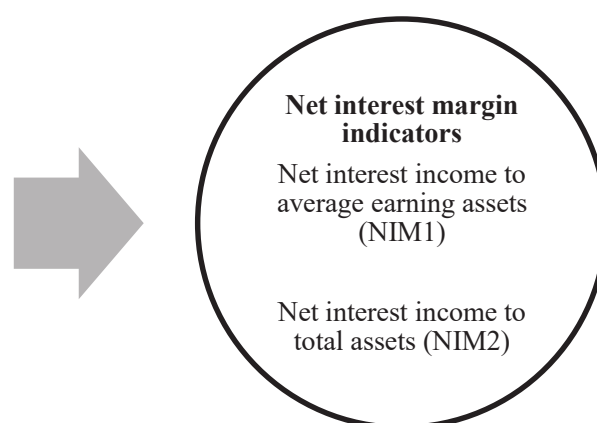 Net interest margin
indicators
Net interest income to
average earning assets
(NIM1)
Net interest income to
total assets (NIM2)